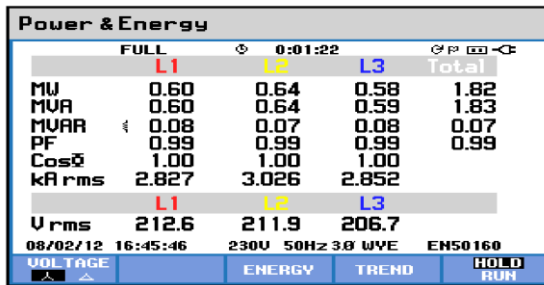 Power & Energy
FULL 0:01:22
L1 L2 L3 Total
MW 0.60 0.64 0.58 1.82
MVA 0.60 0.64 0.59 1.83
MVAR 0.08 0.07 0.08 0.07
PF 0.99 0.99 0.99 0.99
CosΦ 1.00 1.00 1.00
kA rms 2.827 3.026 2.852
L1 L2 L3
V rms 212.6 211.9 206.7
08/02/12 16:45:46 230V 50Hz 3Ø WYE EN50160
VOLTAGE ENERGY TREND HOLD
RUN